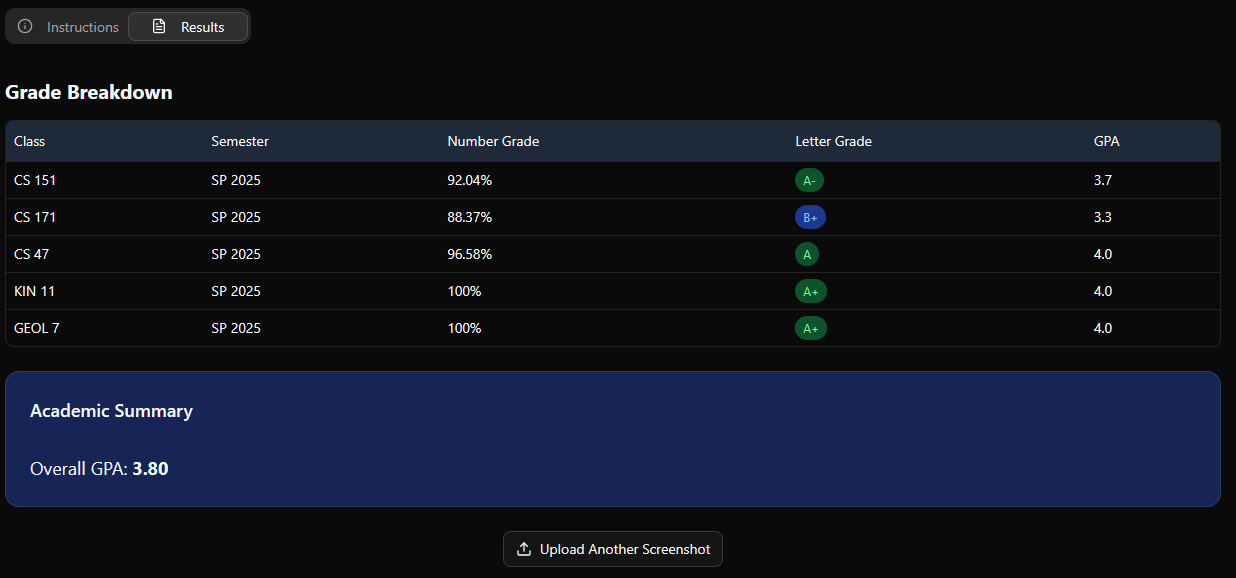 Instructions Results
Grade Breakdown
Class Semester Number Grade Letter Grade GPA
CS 151 SP 2025 92.04% A- 3.7
CS 171 SP 2025 88.37% B+ 3.3
CS 47 SP 2025 96.58% A 4.0
KIN 11 SP 2025 100% A+ 4.0
GEOL 7 SP 2025 100% A+ 4.0
Academic Summary
Overall GPA: 3.80
Upload Another Screenshot